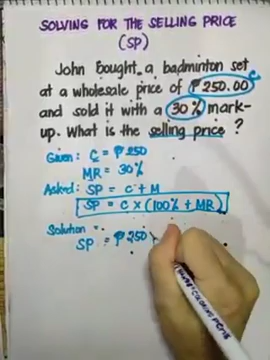 SOLVING FOR THE SELLING PRICE
(SP)
John bought a badminton set
at a wholesale price of ₱250.00
and sold it with a 30% mark-
up. What is the selling price ?
Given: C = ₱250
MR = 30%
Asked: SP = C + M
SP = C × (100% + MR)
Solution :
SP = ₱250